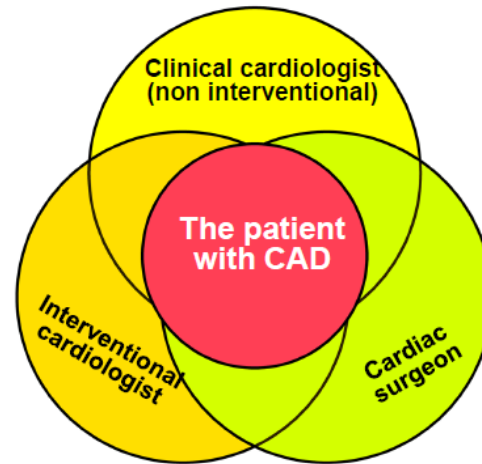 Clinical cardiologist
(non interventional)
The patient
with CAD
Interventional
cardiologist
Cardiac
surgeon